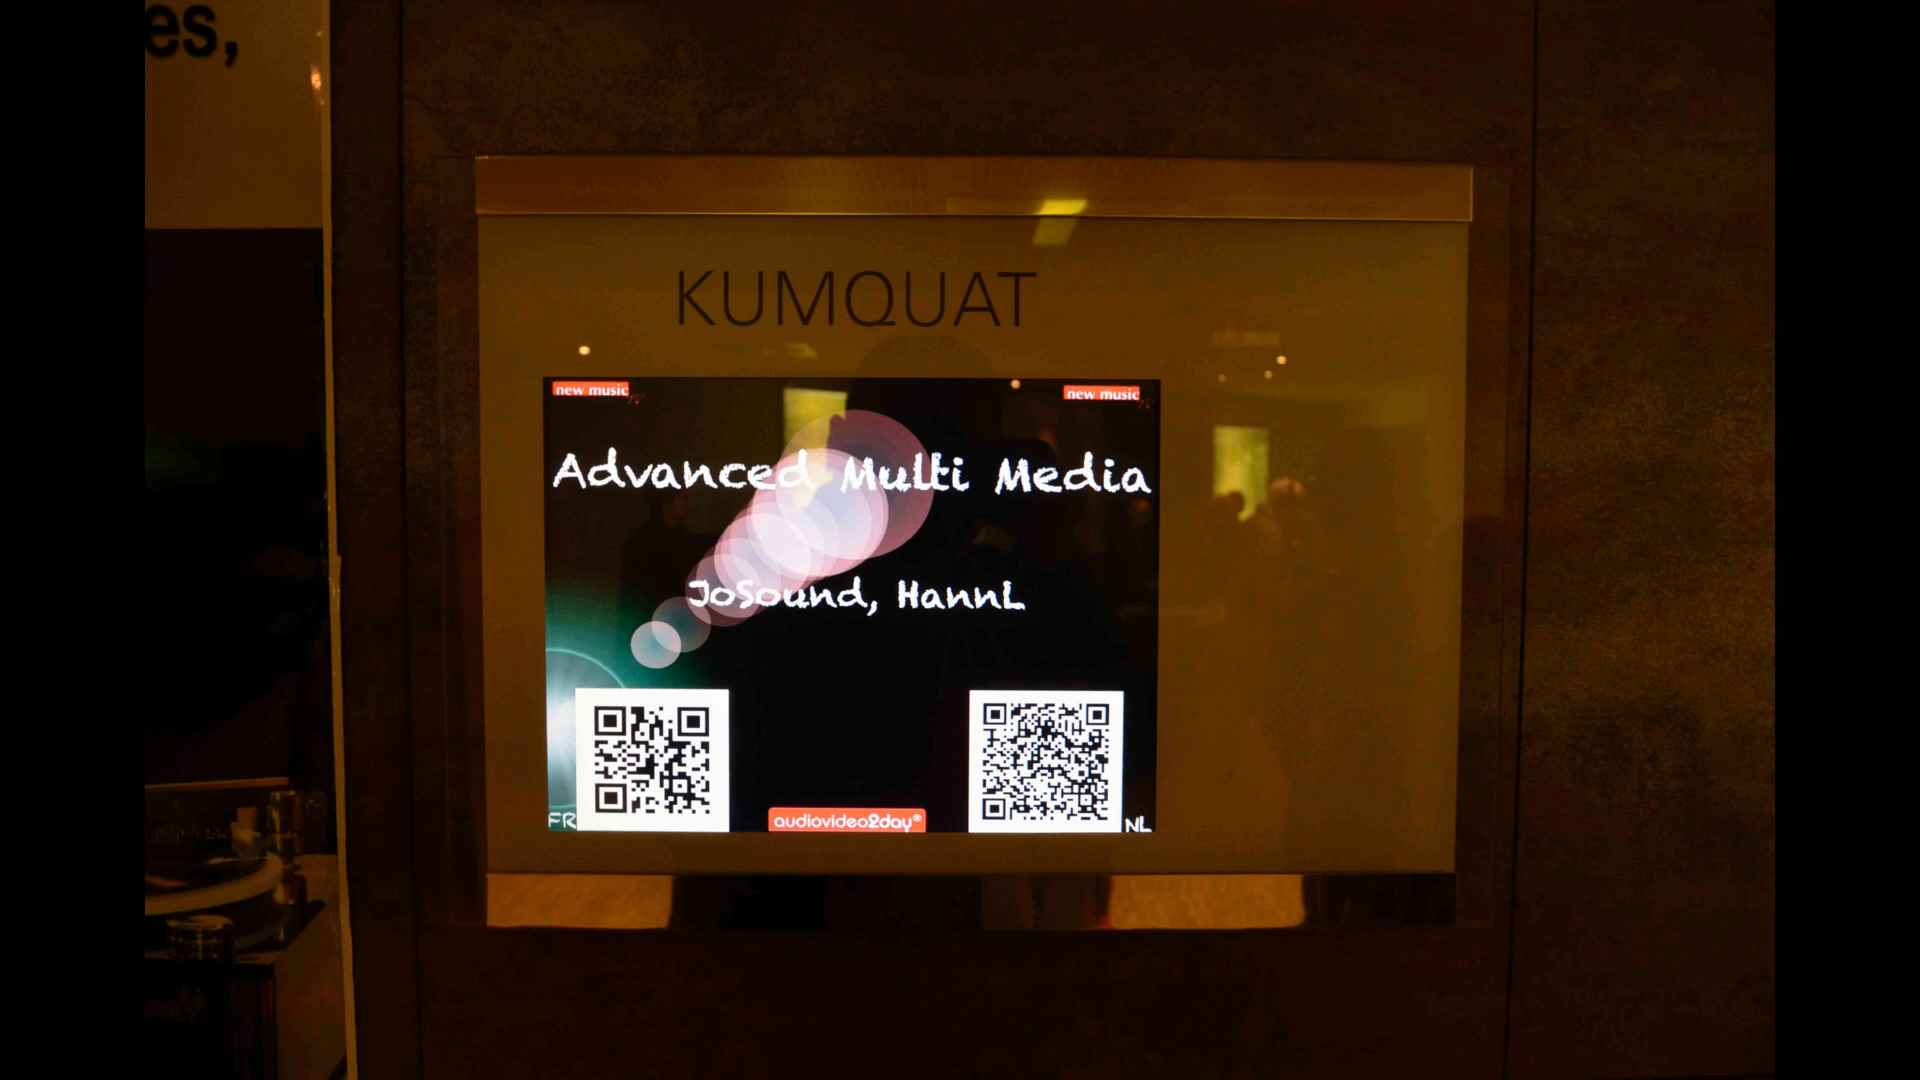 es,
KUMQUAT
new music
new music
Advanced Multi Media
JoSound, HannL
FR
audiovideo2day®
NL